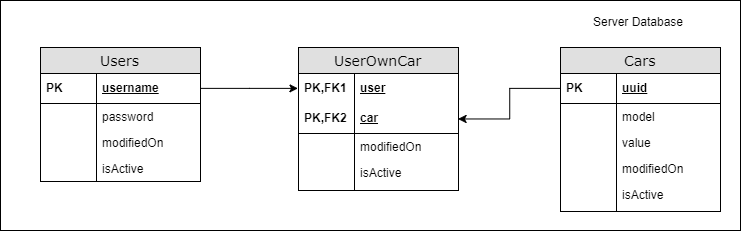 Server Database
Users
PK username
password
modifiedOn
isActive
UserOwnCar
PK,FK1 user
PK,FK2 car
modifiedOn
isActive
Cars
PK uuid
model
value
modifiedOn
isActive